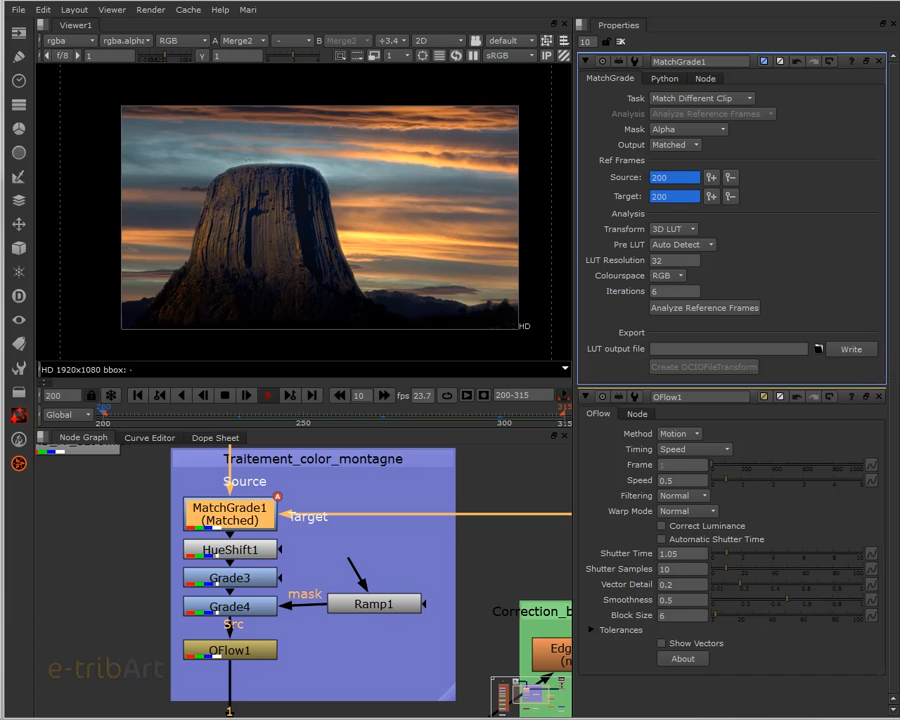 File Edit Layout Viewer Render Cache Help Mari
Viewer1
rgba rgba.alpha RGB A Merge2 - B Merge2 +3.4 2D default
f/8 1 Y 1 1 sRGB IP
HD
HD 1920x1080 bbox: -
200 10 fps 23.7 200-315
Global 200 315
200 250 300 315
Node Graph Curve Editor Dope Sheet
Traitement_color_montagne
Source
MatchGrade1
(Matched)
A
Target
HueShift1
Grade3
Grade4
mask
Ramp1
Src
OFlow1
1
Correction_b
Edg
(n
e-tribArt
Properties
10
MatchGrade1
MatchGrade Python Node
Task Match Different Clip
Analysis Analyze Reference Frames
Mask Alpha
Output Matched
Ref Frames
Source: 200
Target: 200
Analysis
Transform 3D LUT
Pre LUT Auto Detect
LUT Resolution 32
Colourspace RGB
Iterations 6
Analyze Reference Frames
Export
LUT output file Write
Create OCIOFileTransform
OFlow1
OFlow Node
Method Motion
Timing Speed
Frame 1
Speed 0.5
Filtering Normal
Warp Mode Normal
Correct Luminance
Automatic Shutter Time
Shutter Time 1.05
Shutter Samples 10
Vector Detail 0.2
Smoothness 0.5
Block Size 6
Tolerances
Show Vectors
About